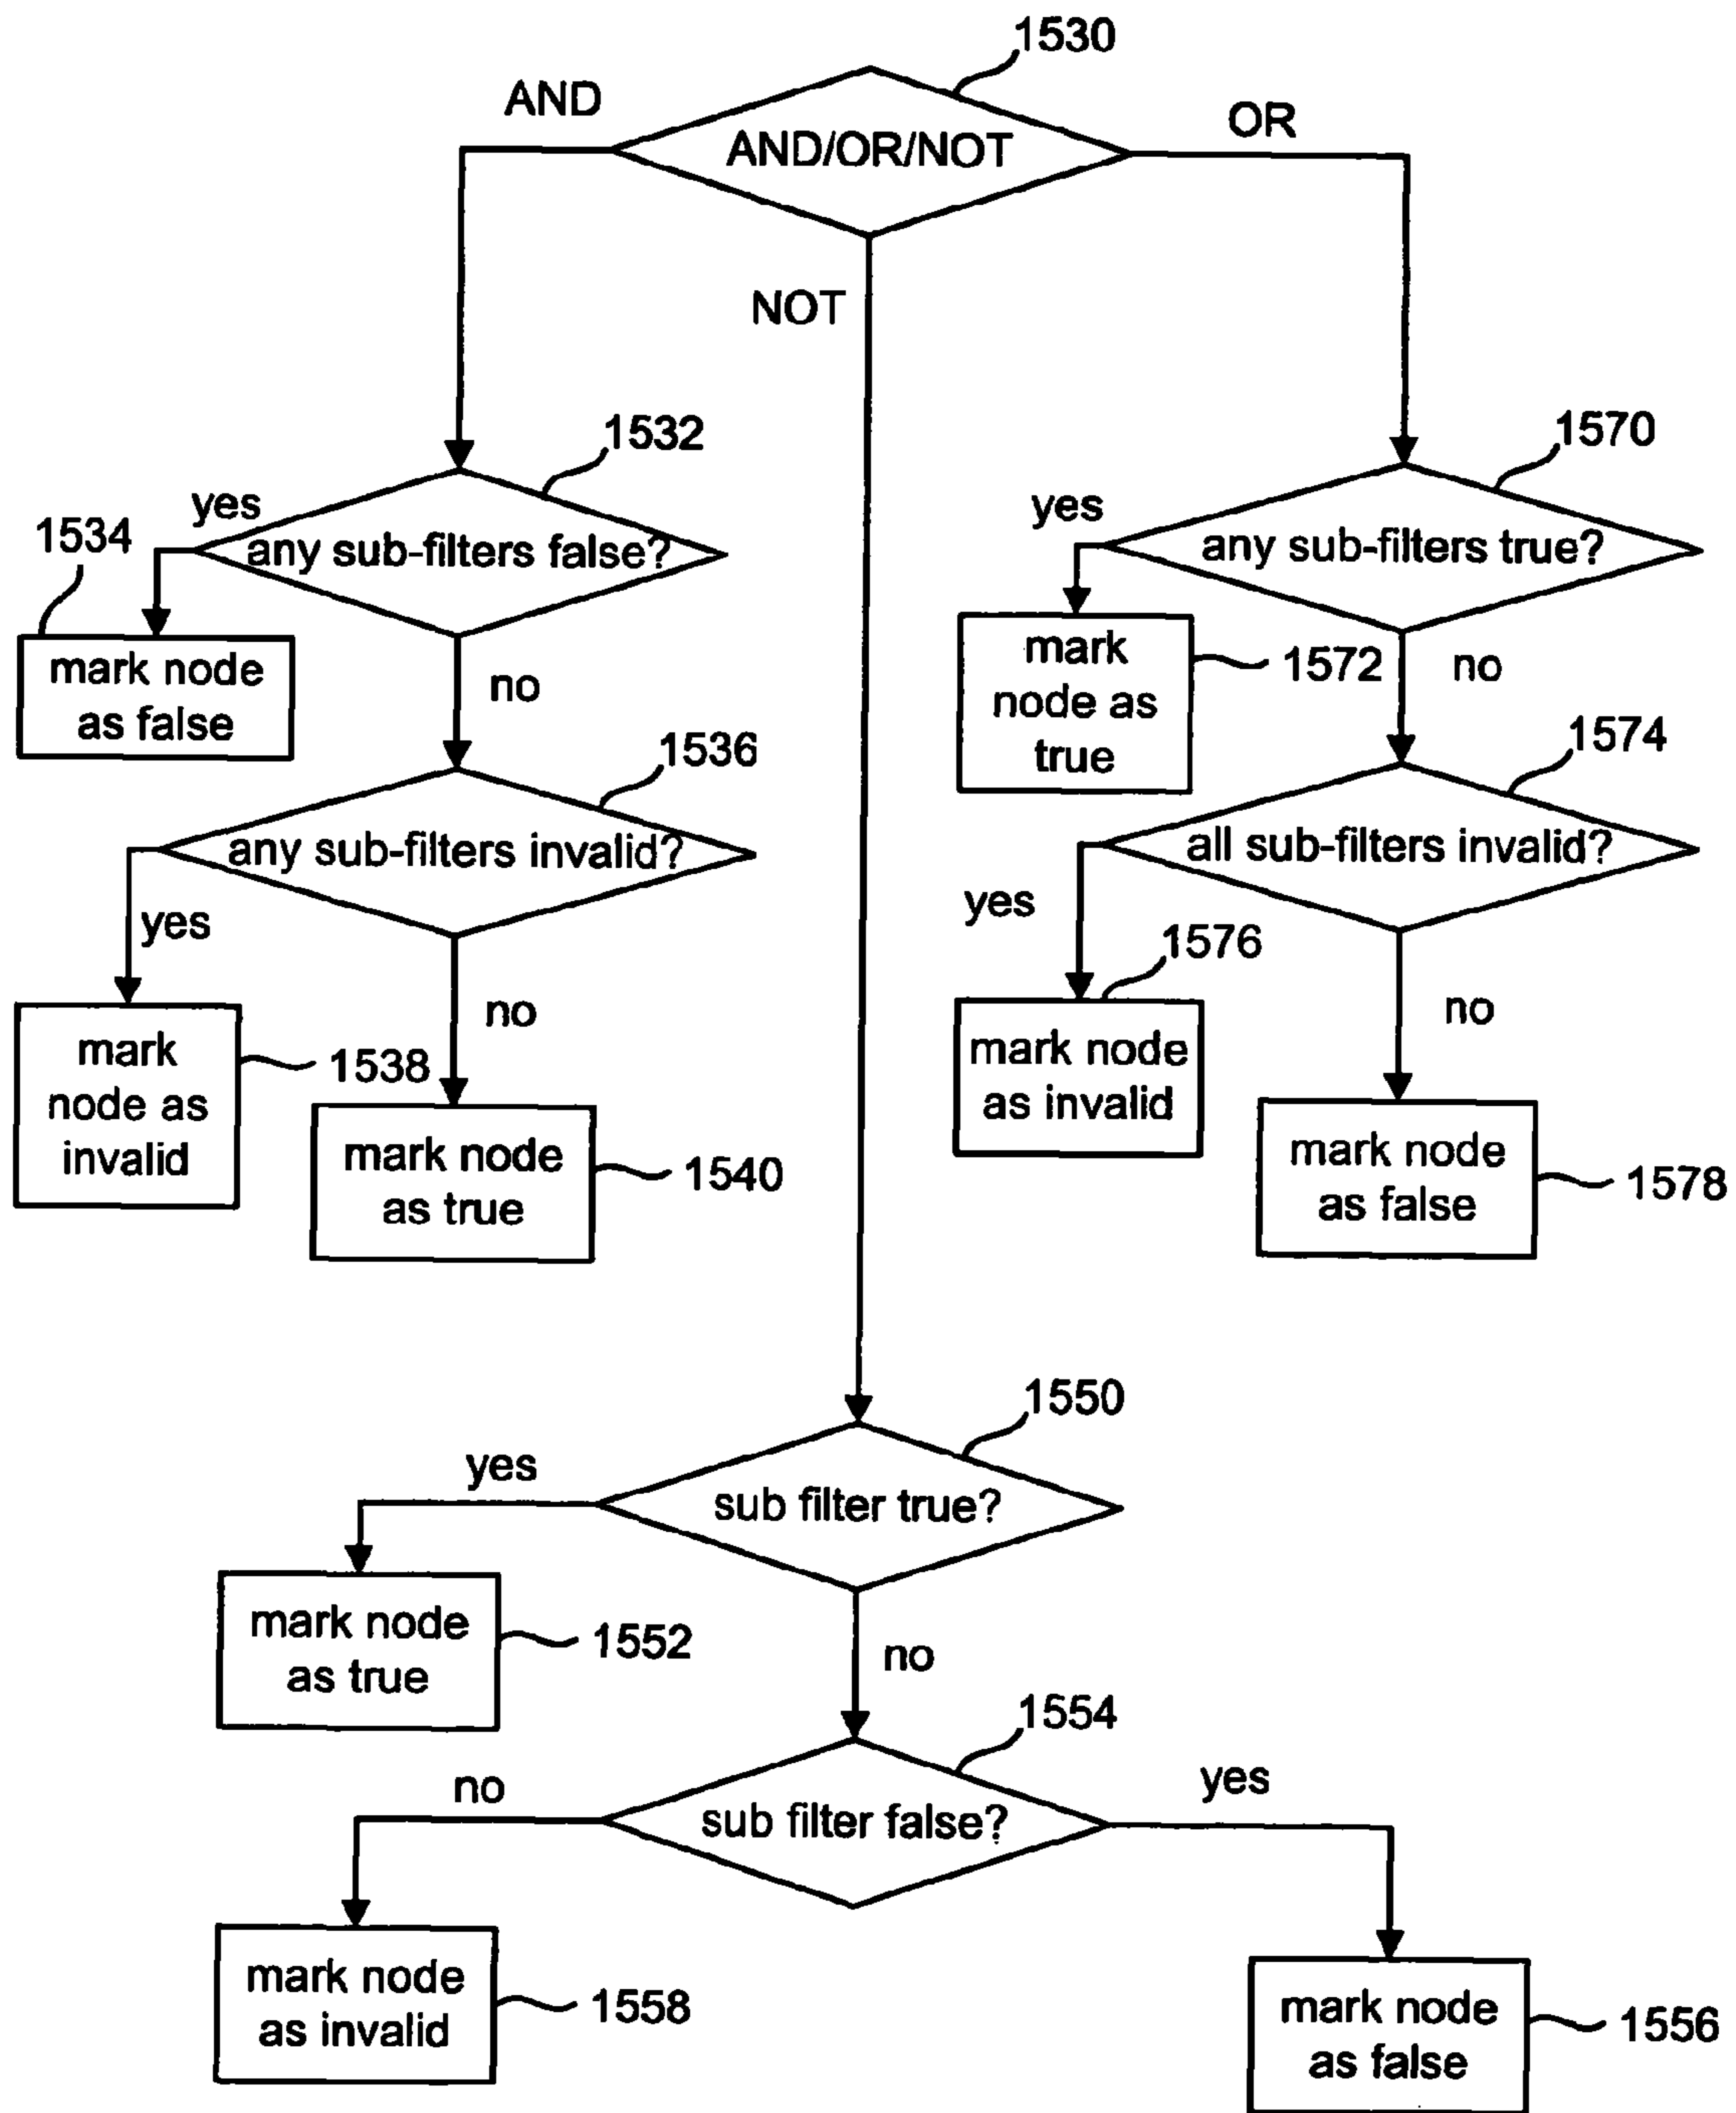 1530
AND
AND/OR/NOT
OR
NOT
1532
yes
any sub-filters false?
1534
mark node
as false
no
1536
any sub-filters invalid?
yes
mark
node as
invalid
1538
no
mark node
as true
1540
1570
yes
any sub-filters true?
mark
node as
true
1572
no
1574
all sub-filters invalid?
yes
1576
mark node
as invalid
no
mark node
as false
1578
1550
yes
sub filter true?
mark node
as true
1552
no
1554
no
sub filter false?
yes
mark node
as invalid
1558
mark node
as false
1556